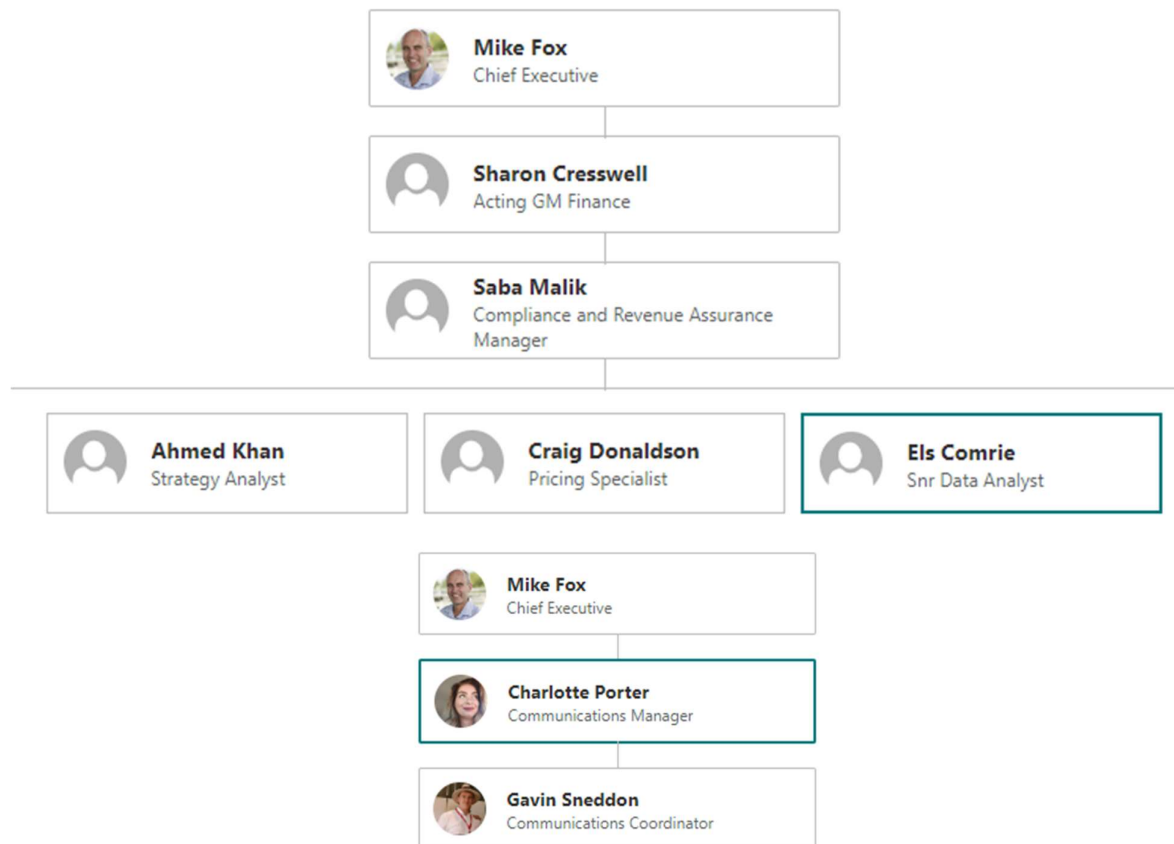 Mike Fox
Chief Executive
Sharon Cresswell
Acting GM Finance
Saba Malik
Compliance and Revenue Assurance
Manager
Ahmed Khan
Strategy Analyst
Craig Donaldson
Pricing Specialist
Els Comrie
Snr Data Analyst
Mike Fox
Chief Executive
Charlotte Porter
Communications Manager
Gavin Sneddon
Communications Coordinator